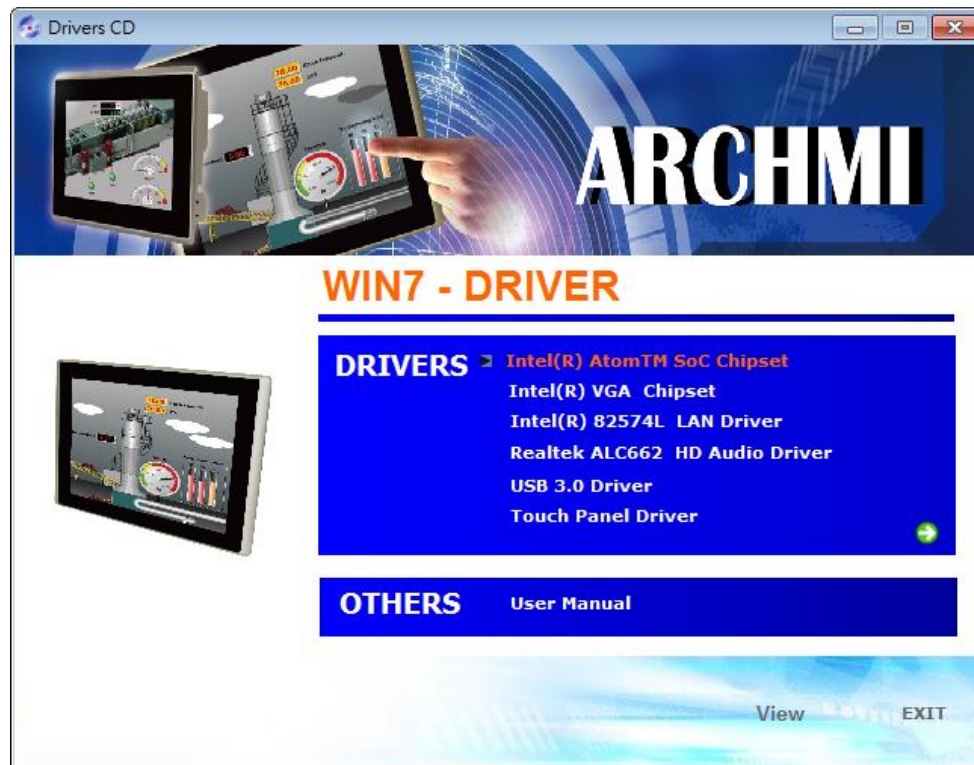 Drivers CD
ARCHMI
WIN7 - DRIVER
DRIVERS
Intel(R) AtomTM SoC Chipset
Intel(R) VGA Chipset
Intel(R) 82574L LAN Driver
Realtek ALC662 HD Audio Driver
USB 3.0 Driver
Touch Panel Driver
OTHERS
User Manual
View
EXIT